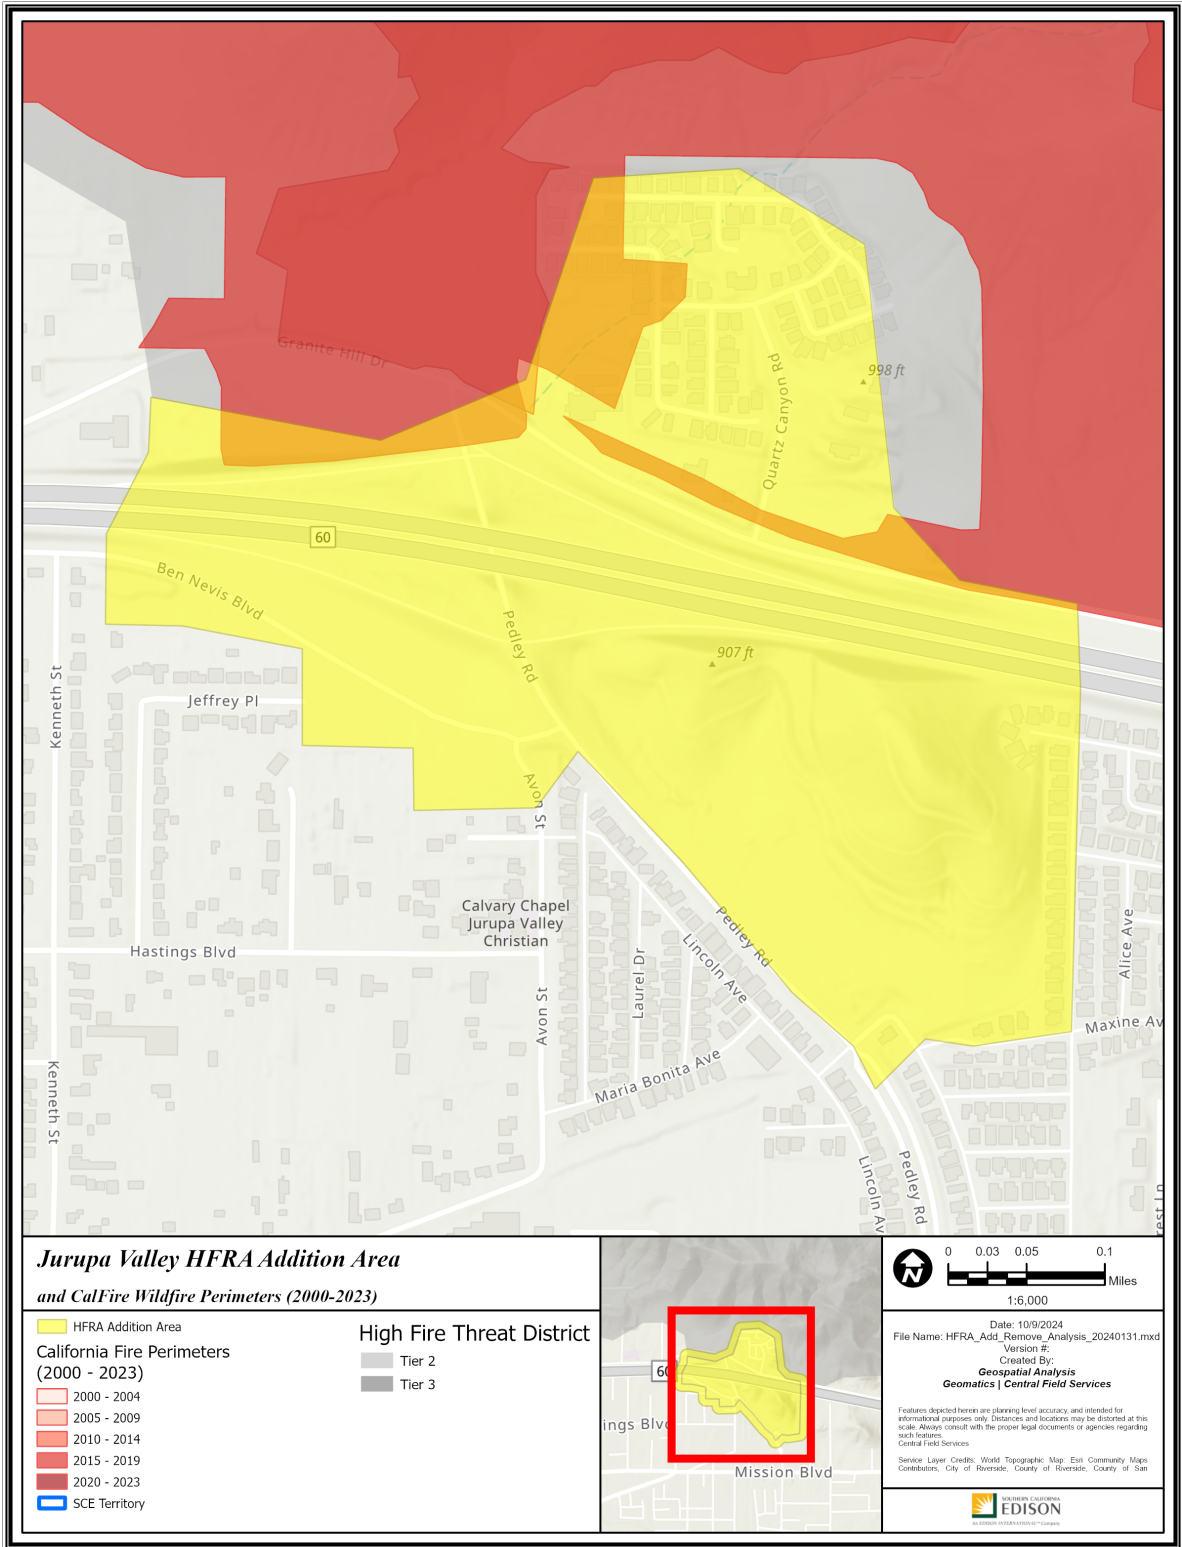 Granite Hill Dr
998 ft
Quartz Canyon Rd
60
Ben Nevis Blvd
Pedley Rd
907 ft
Kenneth St
Jeffrey Pl
Avon St
Calvary Chapel
Jurupa Valley
Christian
Pedley Rd
Lincoln Ave
Alice Ave
Hastings Blvd
Laurel Dr
Avon St
Maxine Av
Maria Bonita Ave
Kenneth St
Lincoln Av
Pedley Rd
rest Ln
Jurupa Valley HFRA Addition Area
and CalFire Wildfire Perimeters (2000-2023)
HFRA Addition Area
California Fire Perimeters
(2000 - 2023)
2000 - 2004
2005 - 2009
2010 - 2014
2015 - 2019
2020 - 2023
SCE Territory
High Fire Threat District
Tier 2
Tier 3
60
ings Blvd
Mission Blvd
N
0 0.03 0.05 0.1
Miles
1:6,000
Date: 10/9/2024
File Name: HFRA_Add_Remove_Analysis_20240131.mxd
Version #:
Created By:
Geospatial Analysis
Geomatics | Central Field Services
Features depicted herein are planning level accuracy, and intended for
informational purposes only. Distances and locations may be distorted at this
scale. Always consult with the proper legal documents or agencies regarding
such features.
Central Field Services
Service Layer Credits: World Topographic Map: Esri Community Maps
Contributors, City of Riverside, County of Riverside, County of San
SOUTHERN CALIFORNIA
EDISON
An EDISON INTERNATIONAL™ Company